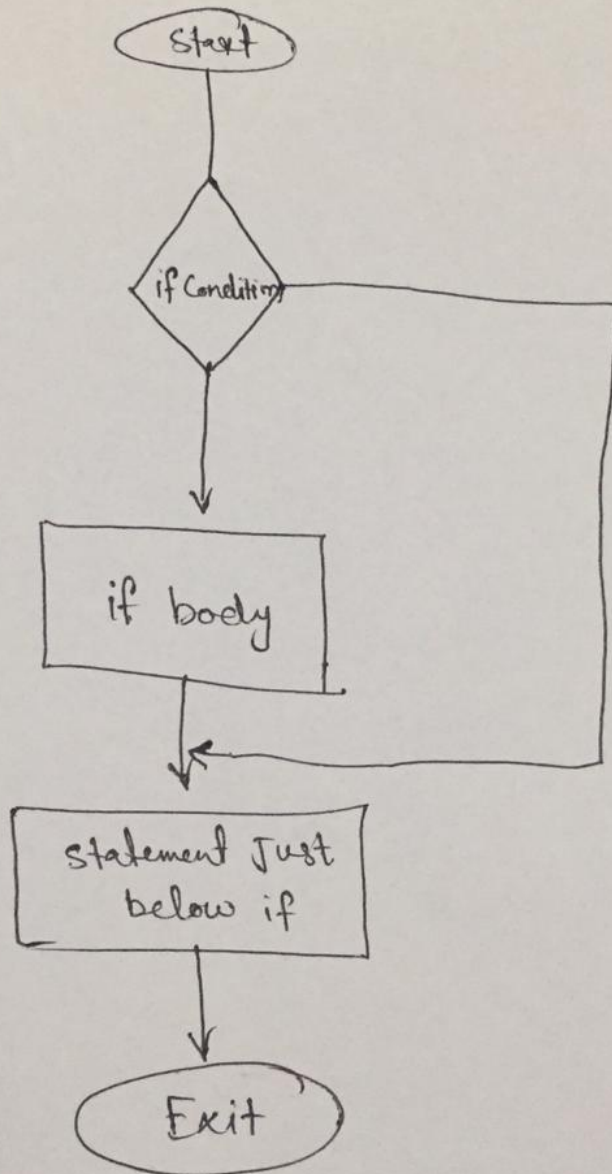 Start
if Condition
if body
statement Just
below if
Exit